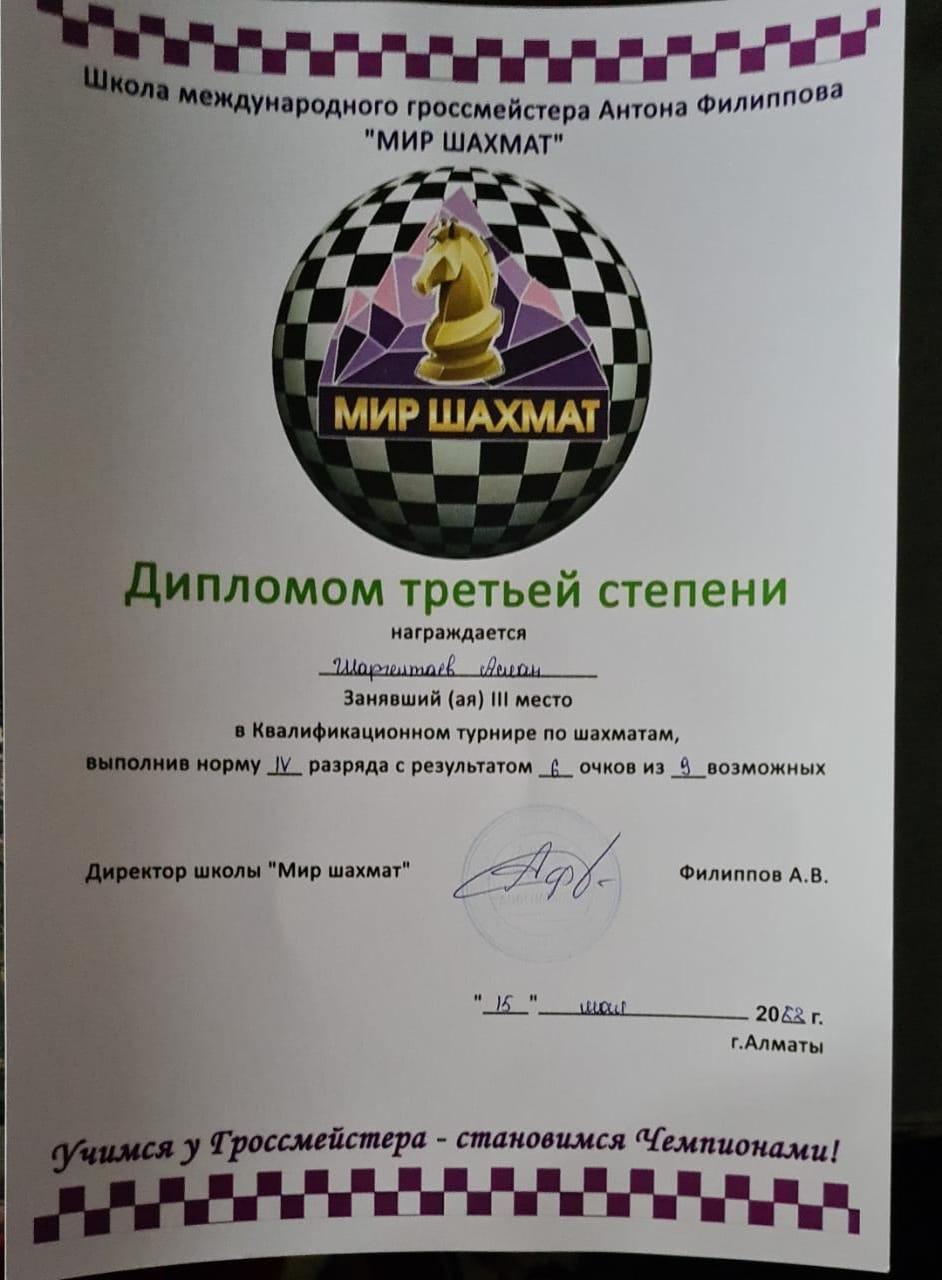 Школа международного гроссмейстера Антона Филиппова
"МИР ШАХМАТ"
МИР ШАХМАТ
Дипломом третьей степени
награждается
Аслан
Занявший (ая) III место
в Квалификационном турнире по шахматам,
выполнив норму IV разряда с результатом 6 очков из 9 возможных
Директор школы "Мир шахмат" Филиппов А.В.
"15" мая 20 г.
г.Алматы
Учимся у Гроссмейстера - становимся Чемпионами!